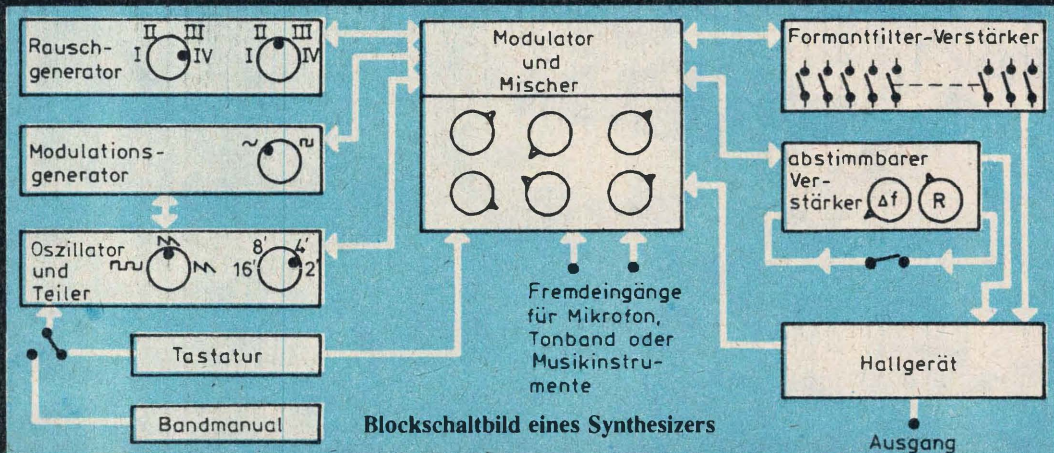 Rausch-
generator
I II III IV
I II III IV
Modulations-
generator
Oszillator
und
Teiler
16' 8' 4' 2'
Tastatur
Bandmanual
Modulator
und
Mischer
Fremdeingänge
für Mikrofon,
Tonband oder
Musikinstru-
mente
Formantfilter-Verstärker
abstimmbarer
Ver-
stärker Δf R
Hallgerät
Ausgang
Blockschaltbild eines Synthesizers